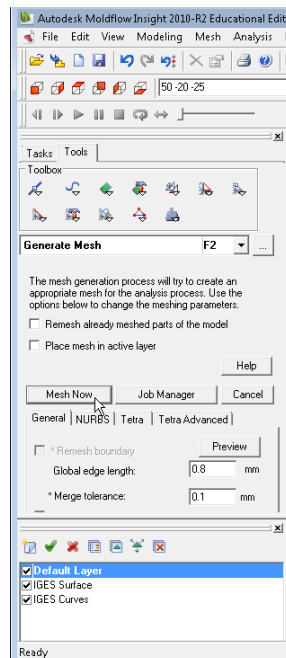 Autodesk Moldflow Insight 2010-R2 Educational Edit
File Edit View Modeling Mesh Analysis
50 -20 -25
Tasks Tools
Toolbox
Generate Mesh F2 ...
The mesh generation process will try to create an
appropriate mesh for the analysis process. Use the
options below to change the meshing parameters.
Remesh already meshed parts of the model
Place mesh in active layer
Help
Mesh Now Job Manager Cancel
General NURBS Tetra Tetra Advanced
* Remesh boundary Preview
Global edge length: 0.8 mm
* Merge tolerance: 0.1 mm
Default Layer
IGES Surface
IGES Curves
Ready